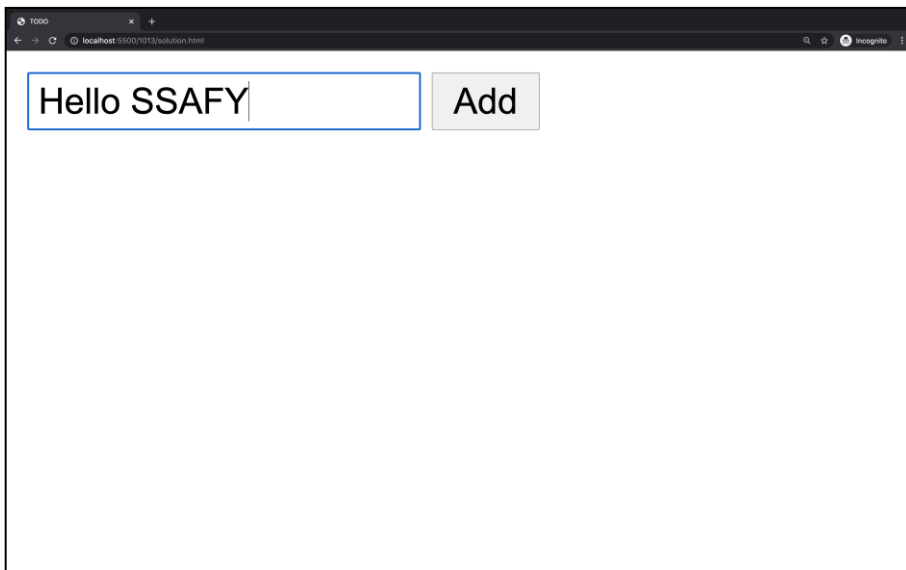 TODO
localhost:5500/1013/solution.html
Incognito
Hello SSAFY
Add